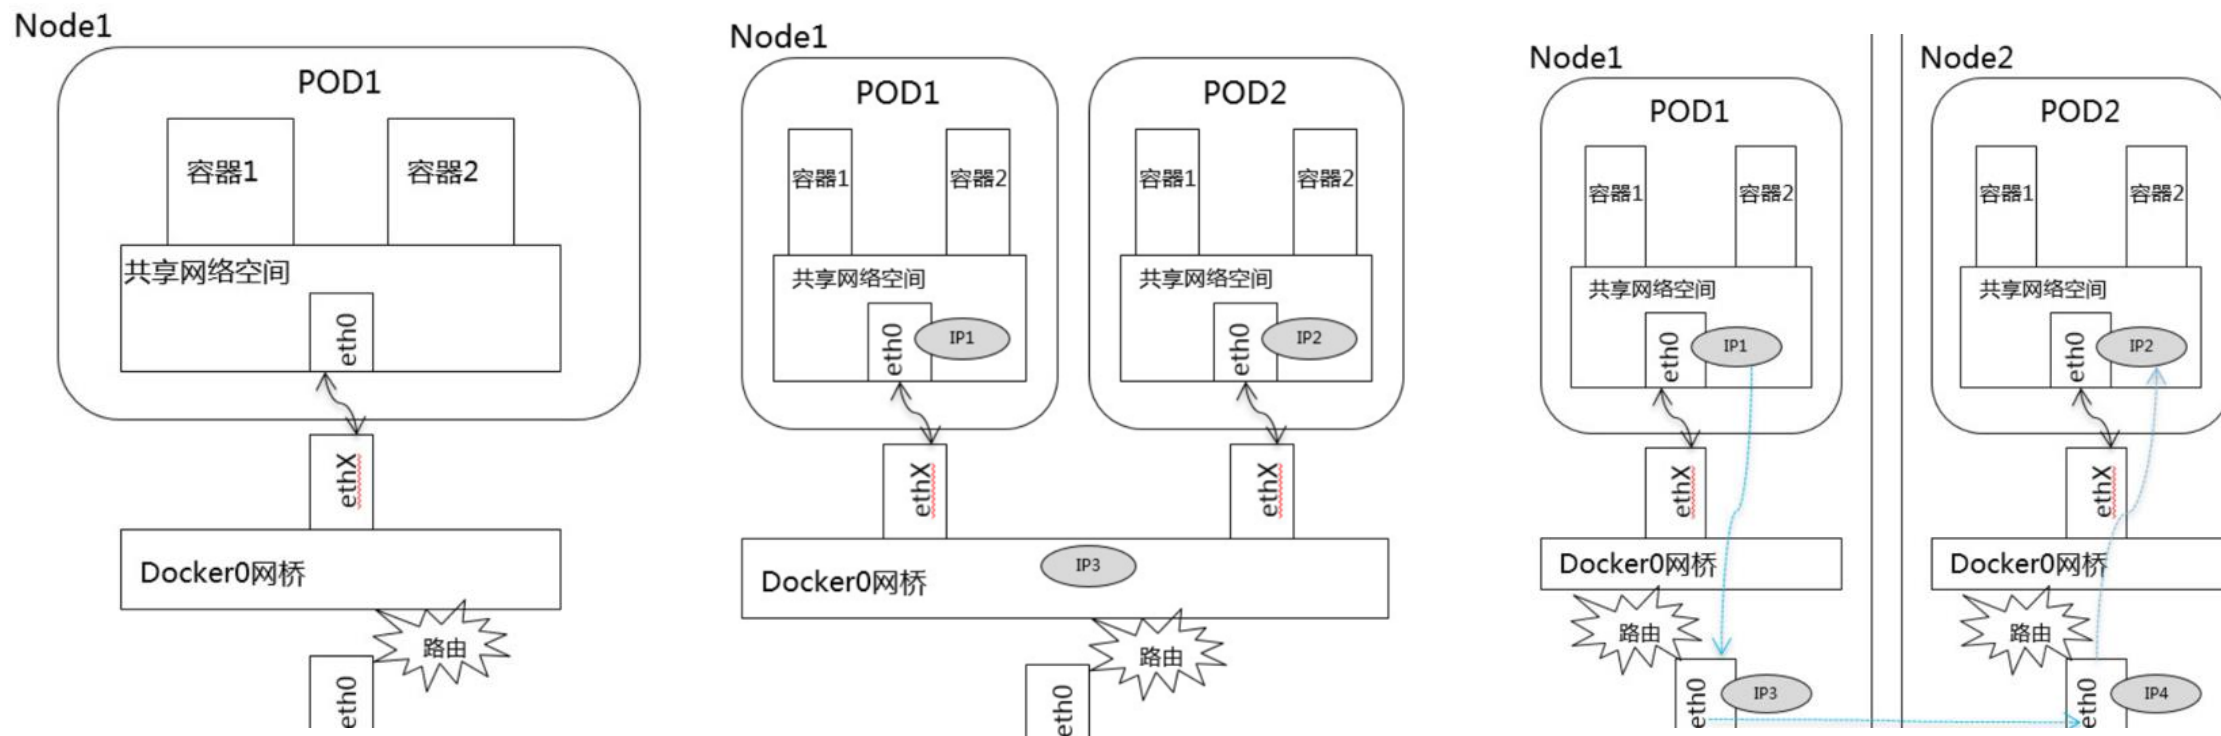 Node1
POD1
容器1
容器2
共享网络空间
eth0
ethX
Docker0网桥
路由
eth0
Node1
POD1
POD2
容器1
容器2
容器1
容器2
共享网络空间
共享网络空间
eth0
IP1
eth0
IP2
ethX
ethX
IP3
Docker0网桥
路由
eth0
Node1
POD1
容器1
容器2
共享网络空间
eth0
IP1
ethX
Docker0网桥
路由
eth0
IP3
Node2
POD2
容器1
容器2
共享网络空间
eth0
IP2
ethX
Docker0网桥
路由
eth0
IP4